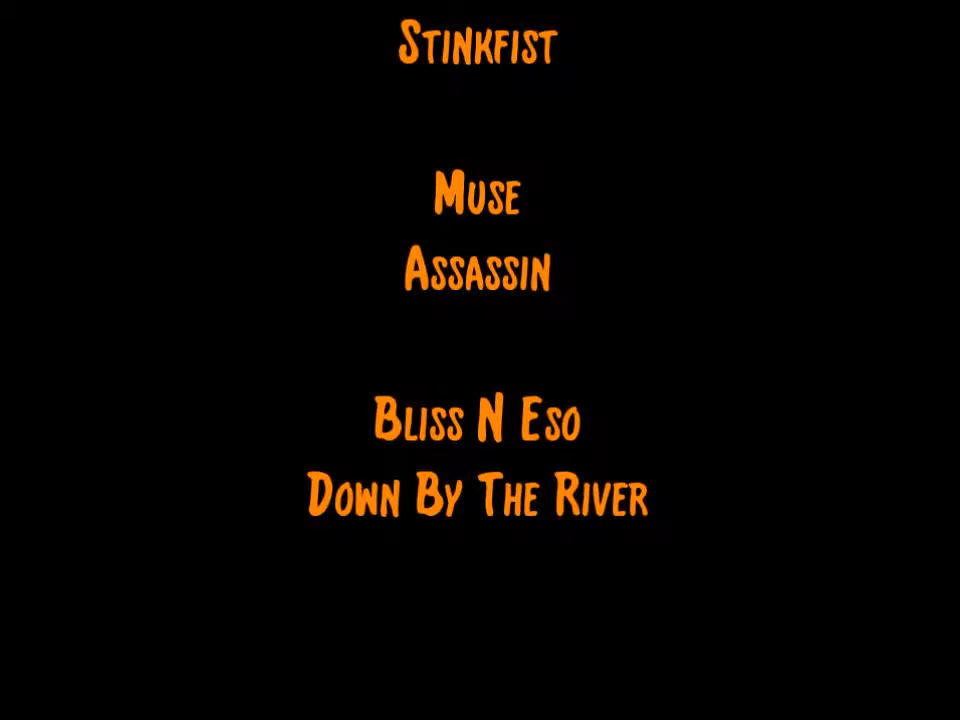 Stinkfist
Muse
Assassin
Bliss N Eso
Down By The River